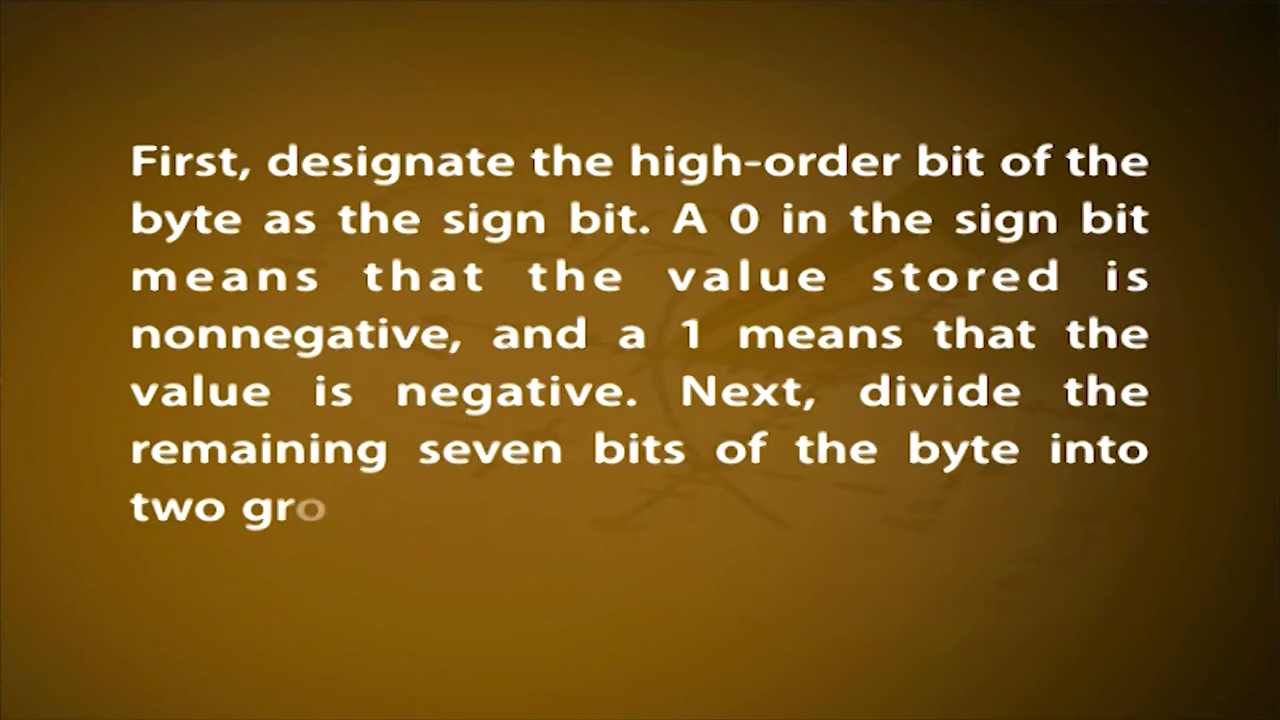 First, designate the high-order bit of the
byte as the sign bit. A 0 in the sign bit
means that the value stored is
nonnegative, and a 1 means that the
value is negative. Next, divide the
remaining seven bits of the byte into
two gro